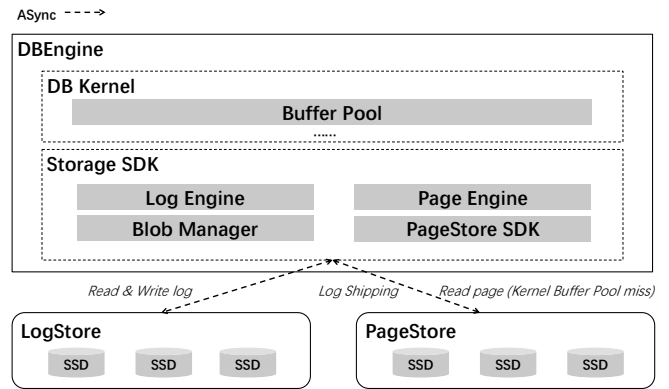 ASync
DBEngine
DB Kernel
Buffer Pool
......
Storage SDK
Log Engine
Page Engine
Blob Manager
PageStore SDK
Read & Write log
Log Shipping
Read page (Kernel Buffer Pool miss)
LogStore
PageStore
SSD
SSD
SSD
SSD
SSD
SSD